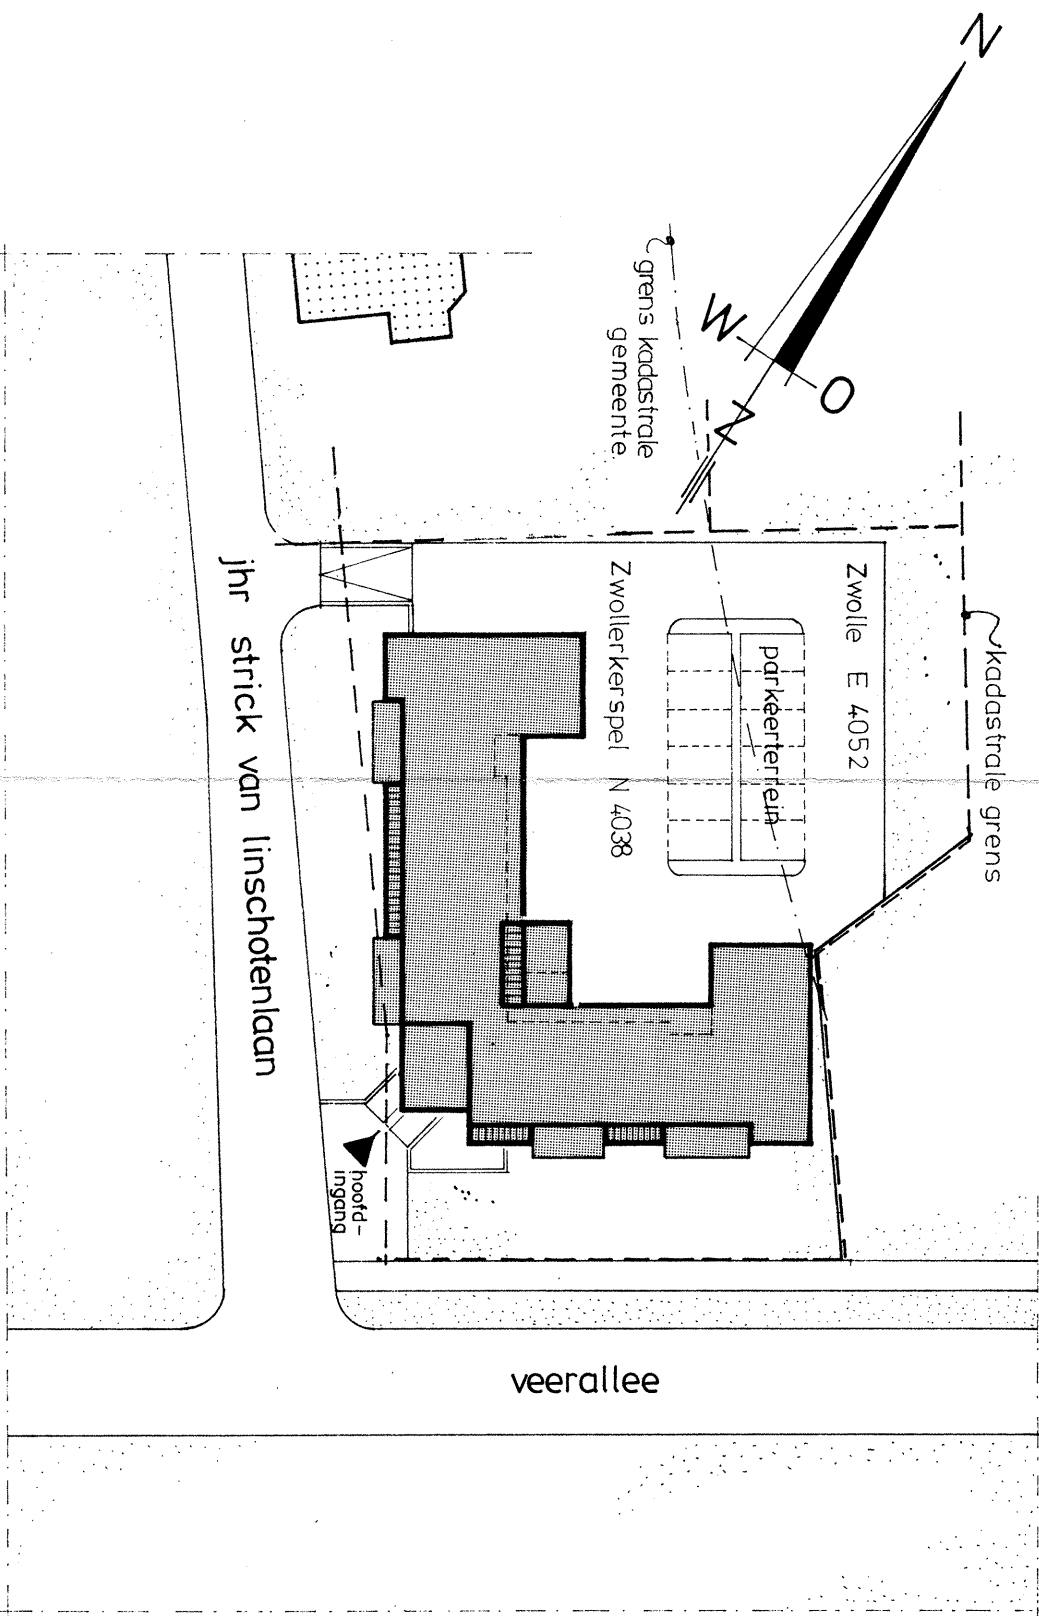 N
W
O
Z
grens kadastrale
gemeente
kadastrale grens
Zwolle E 4052
parkeerterrein
Zwollerkerspel N 4038
jhr strick van linschotenlaan
hoofd-
ingang
veerallee